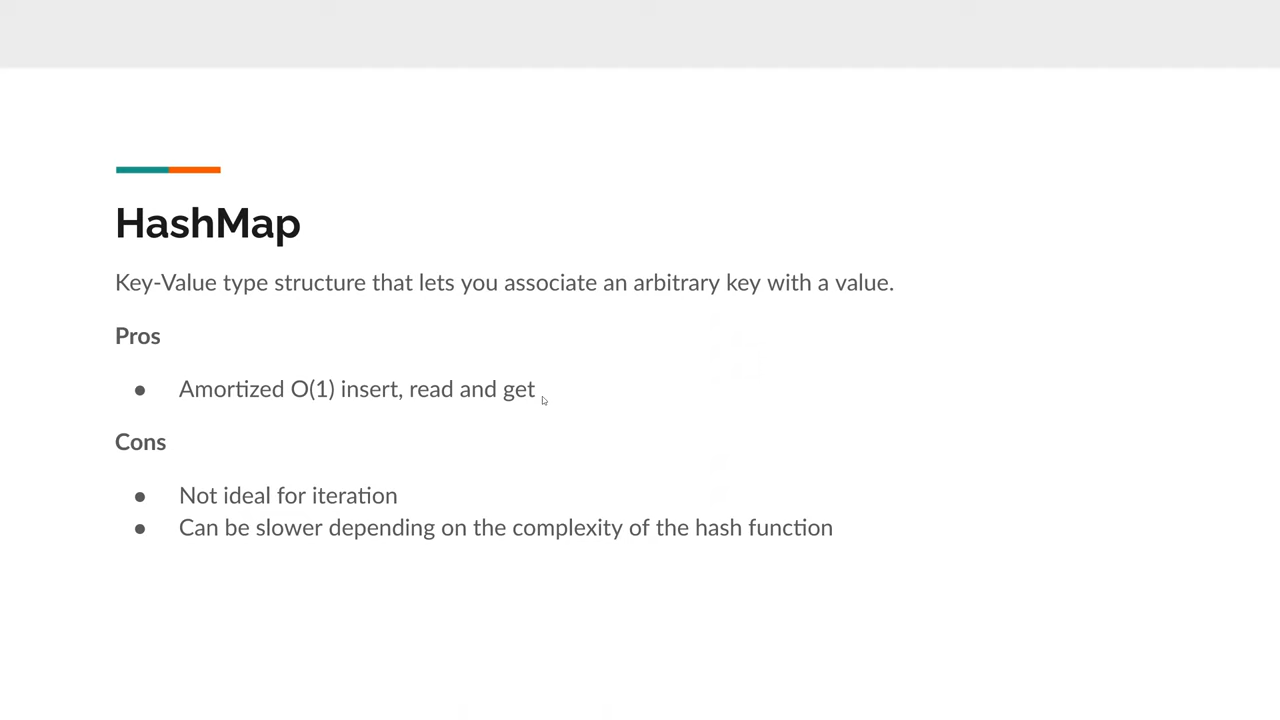 HashMap
Key-Value type structure that lets you associate an arbitrary key with a value.
Pros
● Amortized O(1) insert, read and get
Cons
● Not ideal for iteration
● Can be slower depending on the complexity of the hash function